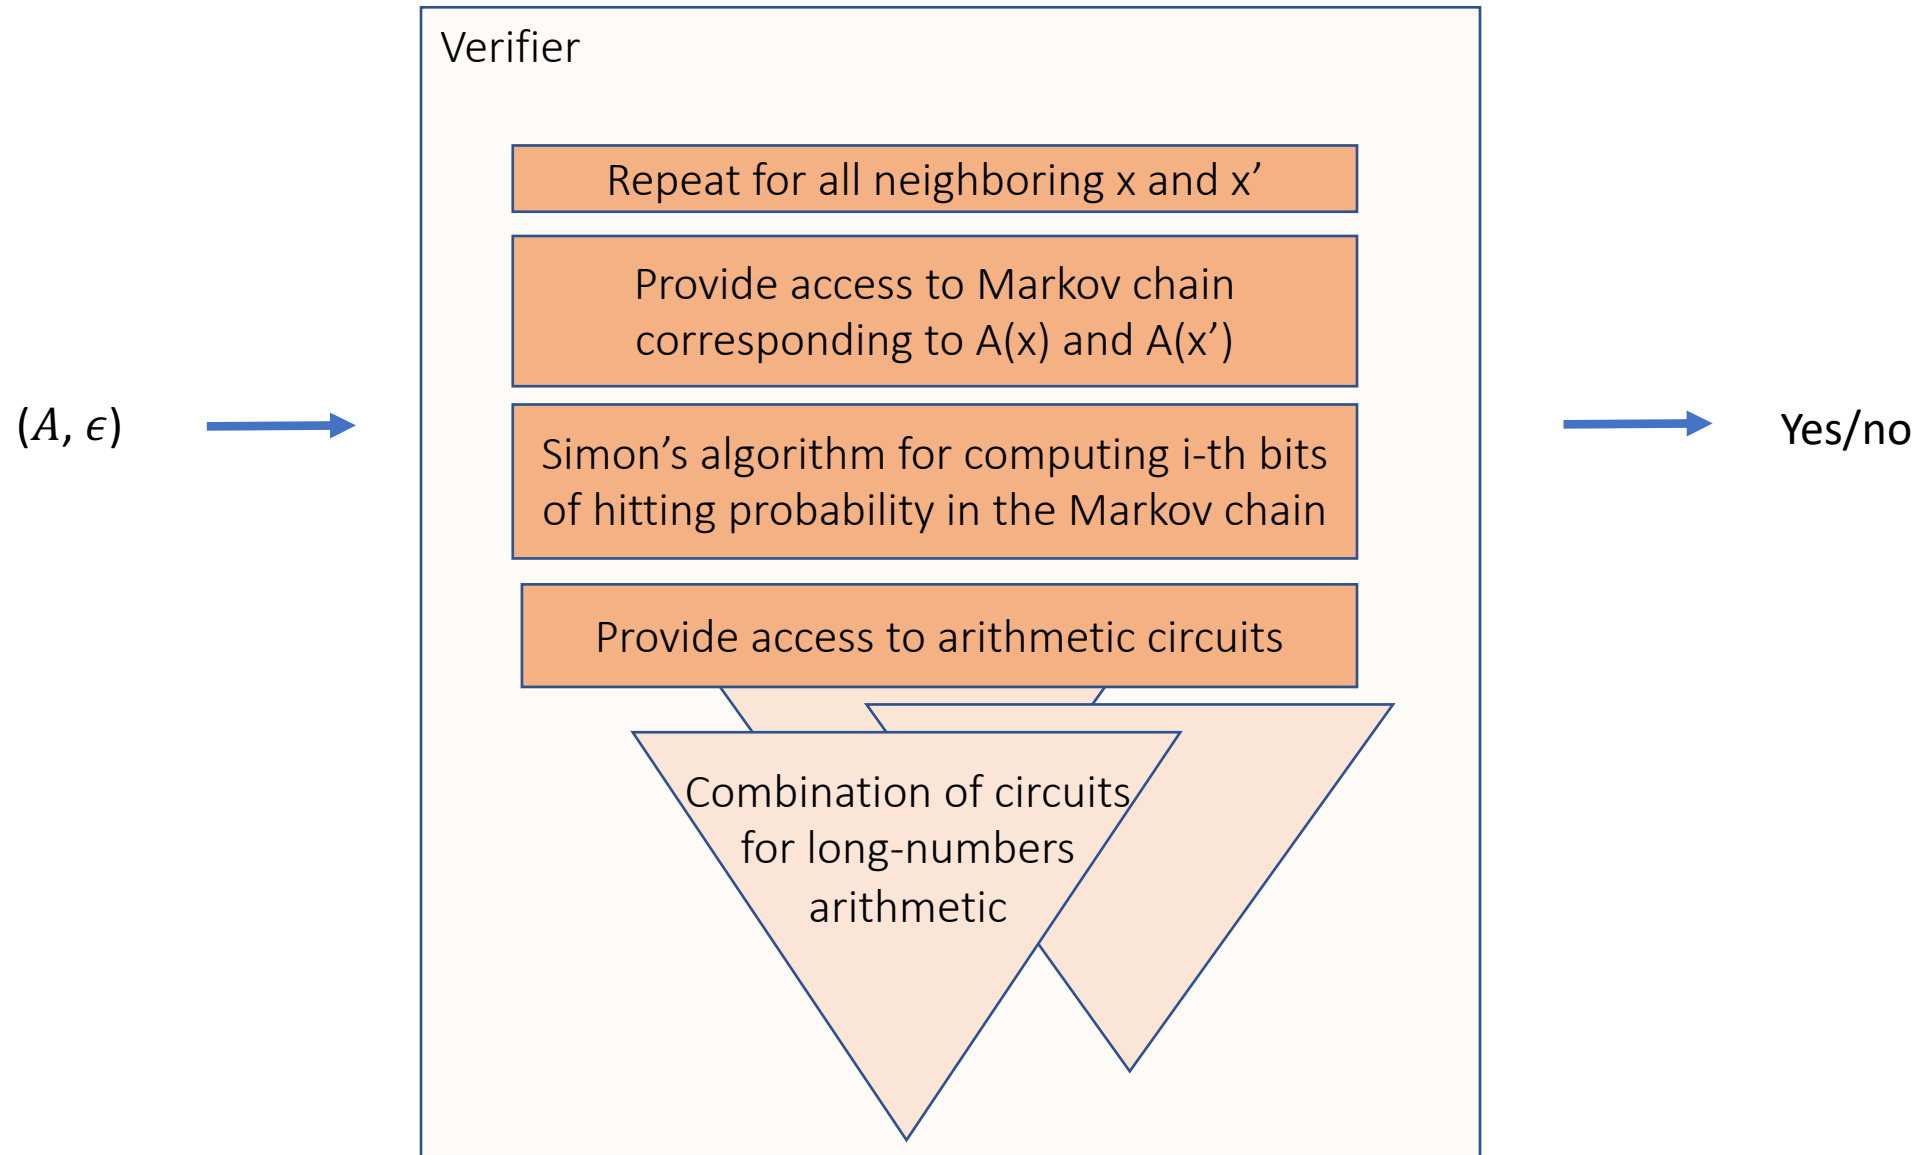 Verifier
Repeat for all neighboring x and x’
Provide access to Markov chain
corresponding to A(x) and A(x’)
(A, ϵ)
Simon’s algorithm for computing i-th bits
of hitting probability in the Markov chain
Yes/no
Provide access to arithmetic circuits
Combination of circuits
for long-numbers
arithmetic